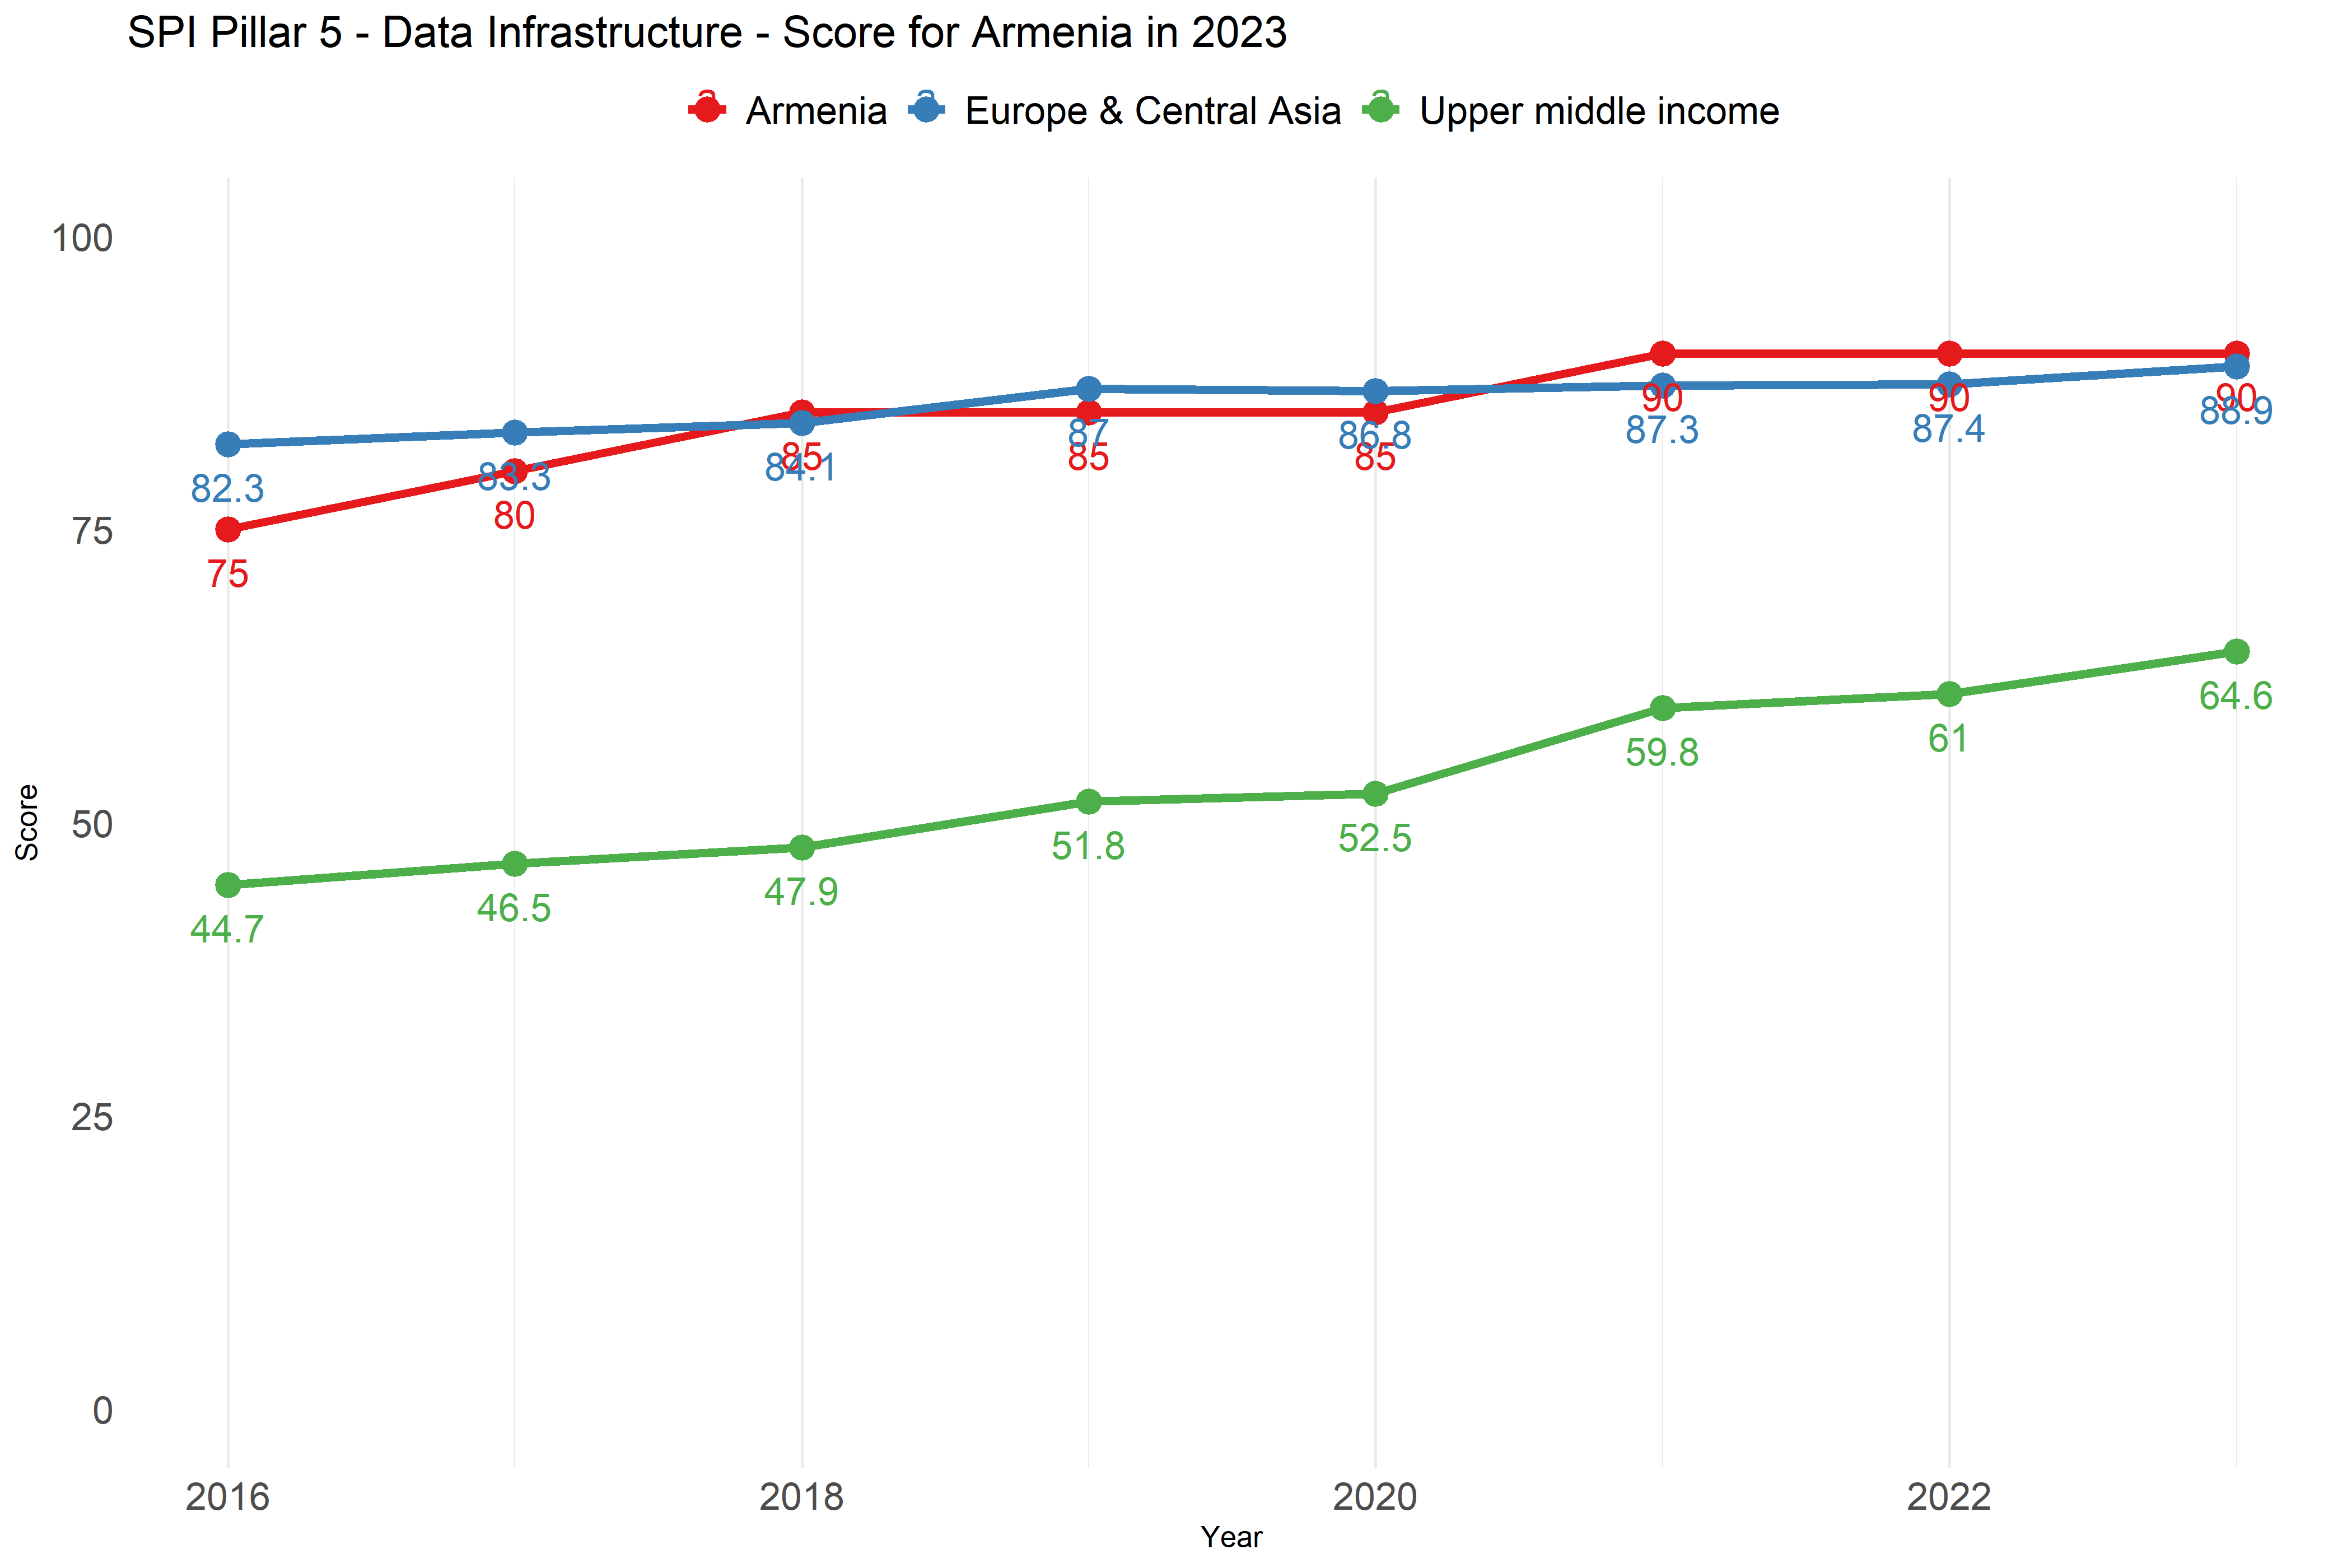 SPI Pillar 5 - Data Infrastructure - Score for Armenia in 2023
a Armenia a Europe & Central Asia a Upper middle income
100
90 90 90
87.3 87.4 88.9
87 86.8
85 85 85
82.3 83.3 84.1
80
75
75
64.6
59.8 61
Score
50
51.8 52.5
44.7 46.5 47.9
25
0
2016 2018 2020 2022
Year